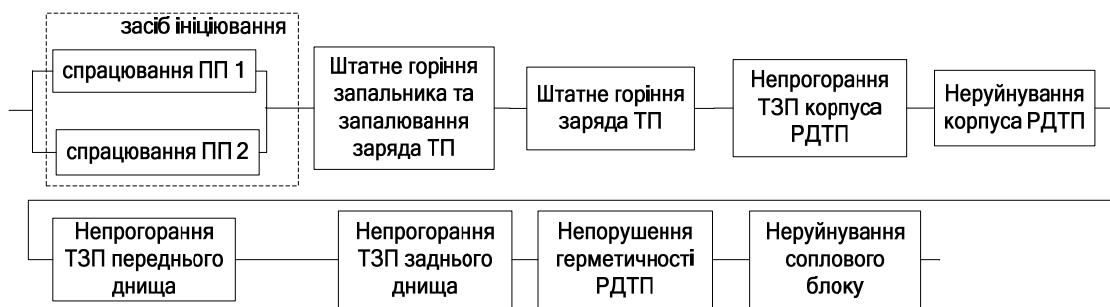 засіб ініціювання
спрацювання ПП 1
спрацювання ПП 2
Штатне горіння
запальника та
запалювання
заряда ТП
Штатне горіння
заряда ТП
Непрогорання
ТЗП корпуса
РДТП
Неруйнування
корпуса РДТП
Непрогорання
ТЗП переднього
днища
Непрогорання
ТЗП заднього
днища
Непорушення
герметичності
РДТП
Неруйнування
соплового
блоку